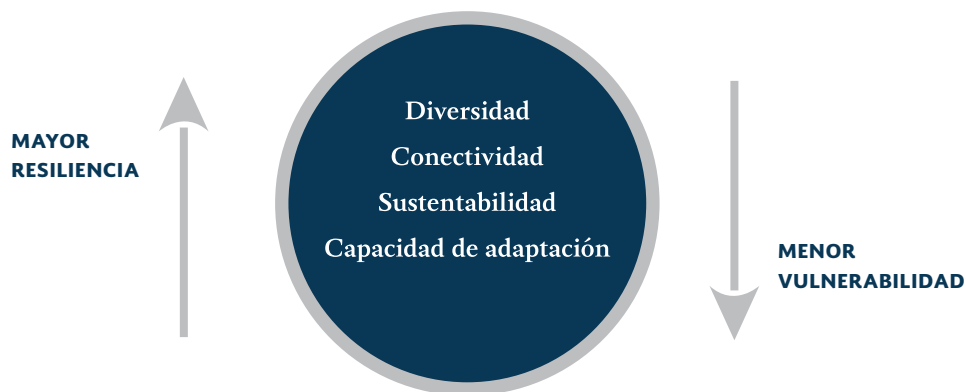 MAYOR
RESILIENCIA
Diversidad
Conectividad
Sustentabilidad
Capacidad de adaptación
MENOR
VULNERABILIDAD